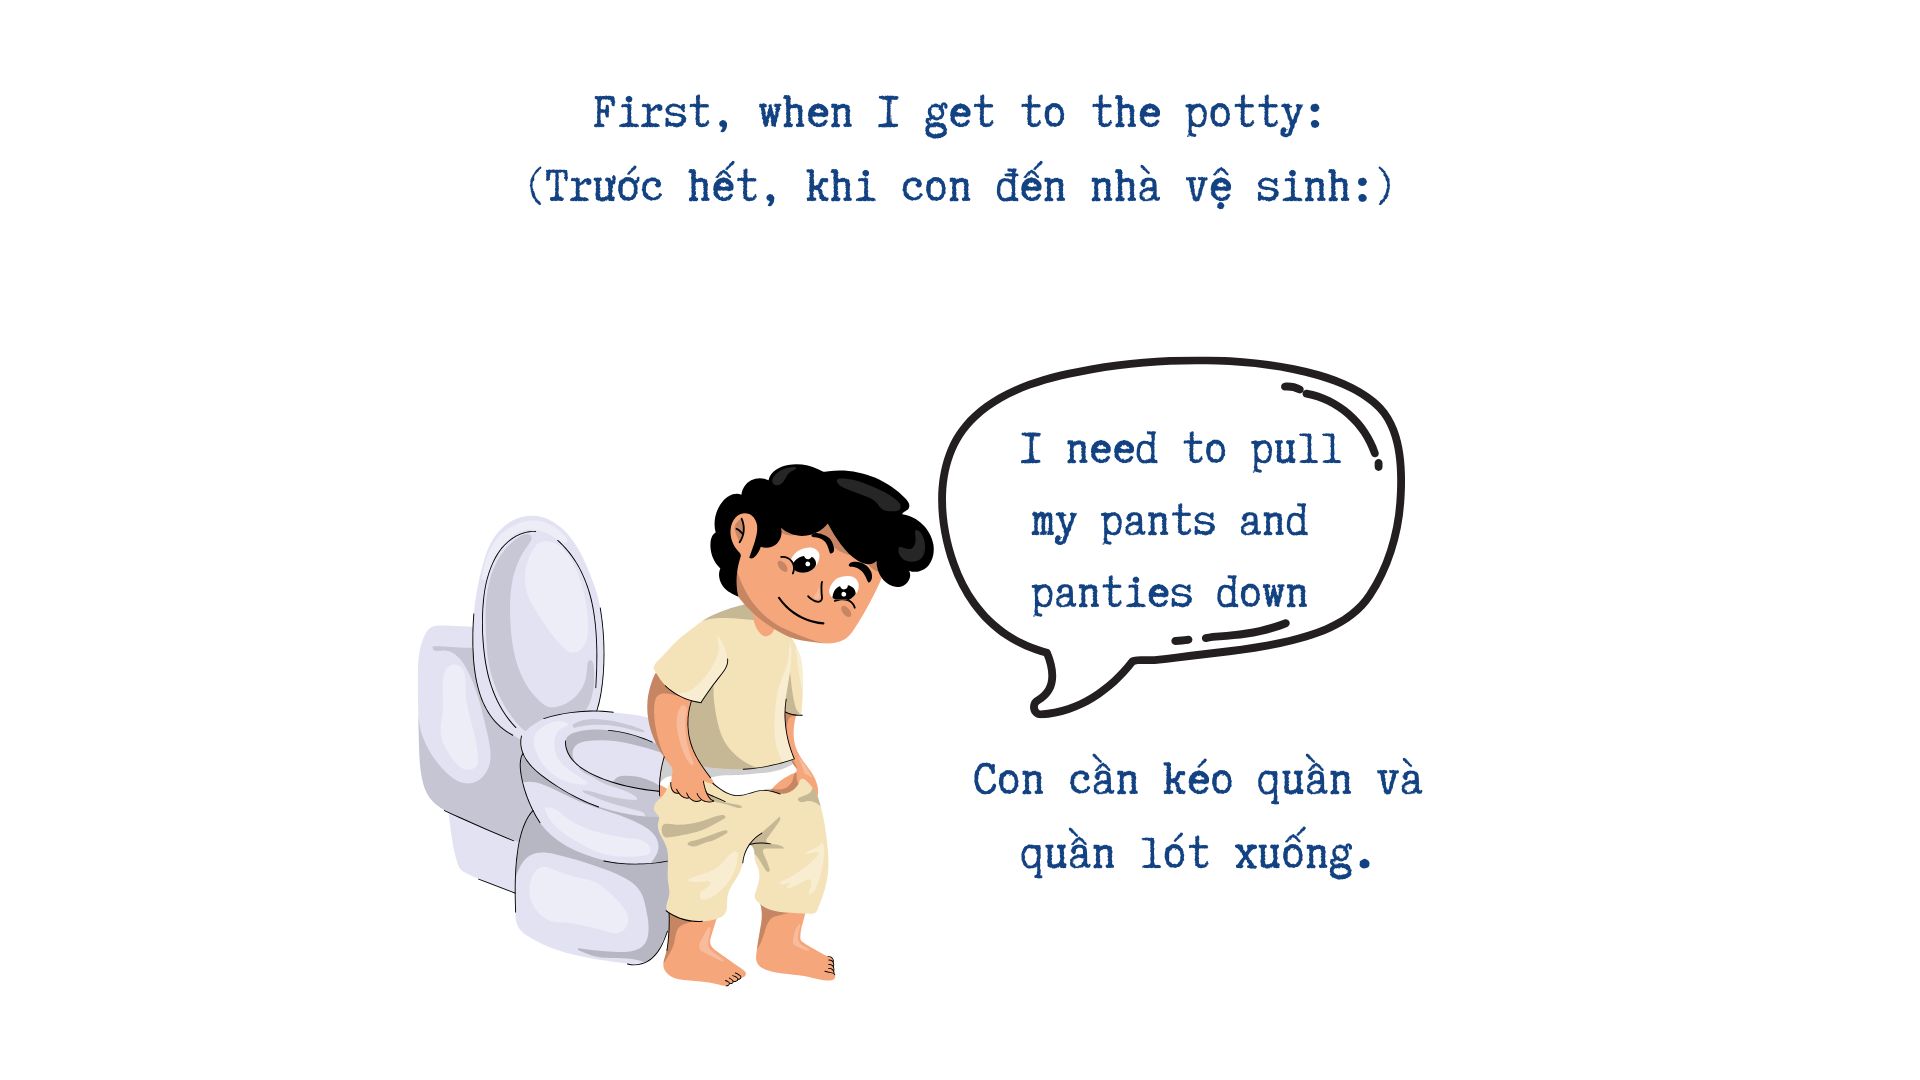 First, when I get to the potty:
(Trước hết, khi con đến nhà vệ sinh:)
I need to pull
my pants and
panties down
Con cần kéo quần và
quần lót xuống.